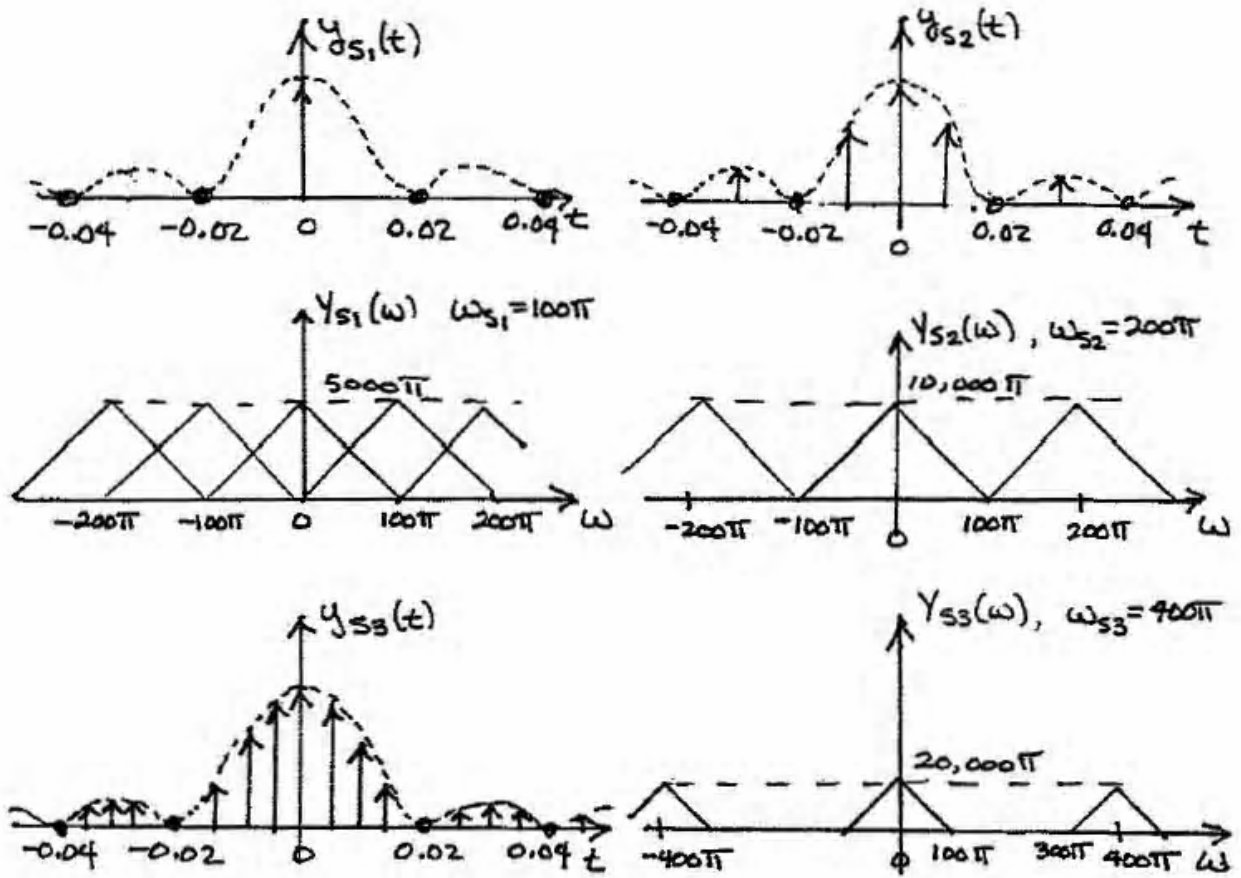 y_{S_1}(t)
-0.04 -0.02 0 0.02 0.04 t
y_{S2}(t)
-0.04 -0.02 0 0.02 0.04 t
Y_{S1}(ω) ω_{S_1}=100π
5000π
-200π -100π 0 100π 200π ω
Y_{S2}(ω), ω_{S2}=200π
10,000π
-200π -100π 0 100π 200π ω
y_{S3}(t)
-0.04 -0.02 0 0.02 0.04 t
Y_{S3}(ω), ω_{S3}=400π
20,000π
-400π 0 100π 300π 400π ω